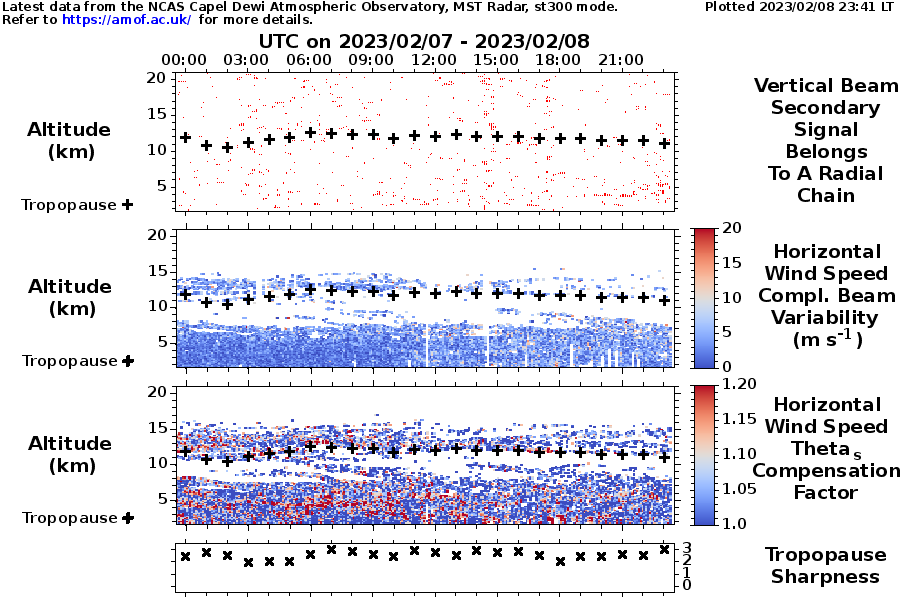 Latest data from the NCAS Capel Dewi Atmospheric Observatory, MST Radar, st300 mode.
Plotted 2023/02/08 23:41 LT
Refer to https://amof.ac.uk/ for more details.
UTC on 2023/02/07 - 2023/02/08
00:00 03:00 06:00 09:00 12:00 15:00 18:00 21:00
20
15
10
5
Altitude
(km)
Tropopause +
Vertical Beam
Secondary
Signal
Belongs
To A Radial
Chain
20
15
10
5
Altitude
(km)
Tropopause +
20
15
10
5
0
Horizontal
Wind Speed
Compl. Beam
Variability
(m s-1)
20
15
10
5
Altitude
(km)
Tropopause +
1.20
1.15
1.10
1.05
1.0
Horizontal
Wind Speed
Theta s
Compensation
Factor
3
2
1
0
Tropopause
Sharpness